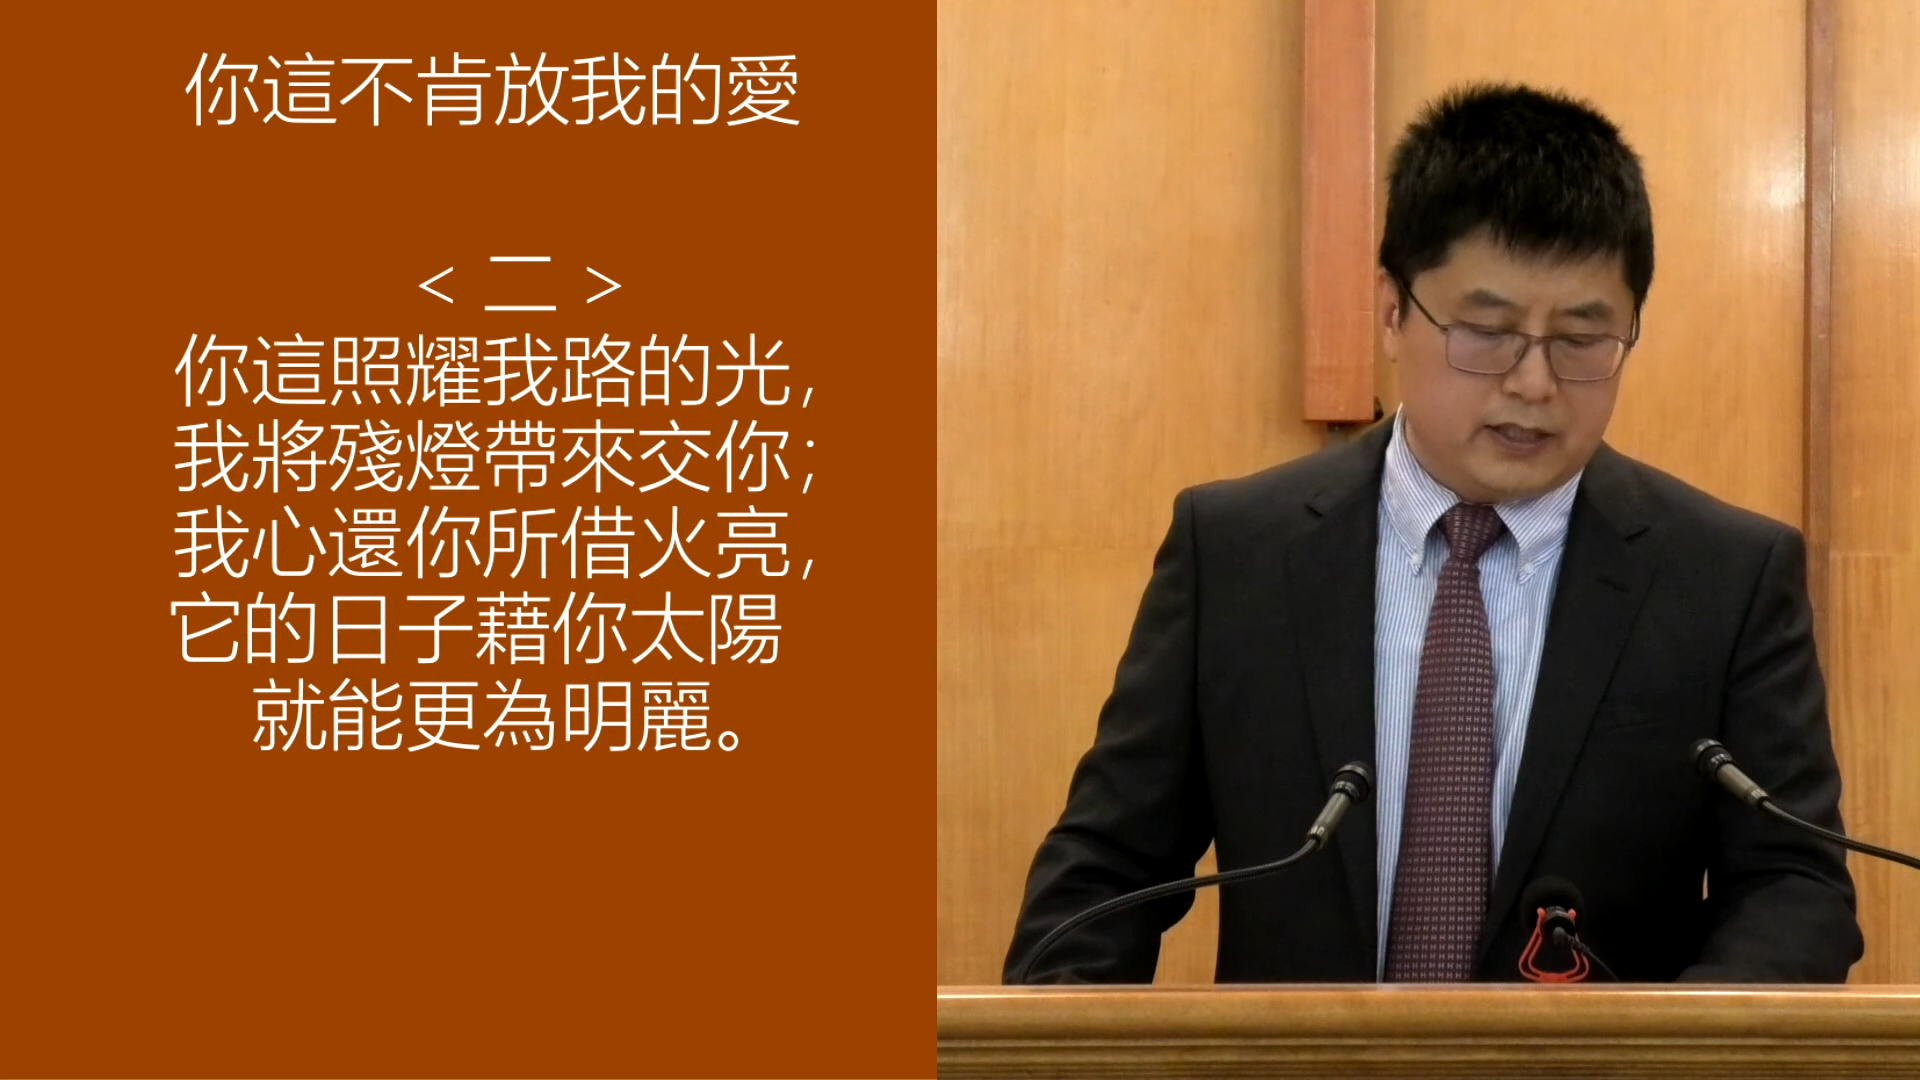 你這不肯放我的愛
< 二 >
你這照耀我路的光,
我將殘燈帶來交你;
我心還你所借火亮,
它的日子藉你太陽
就能更為明麗。